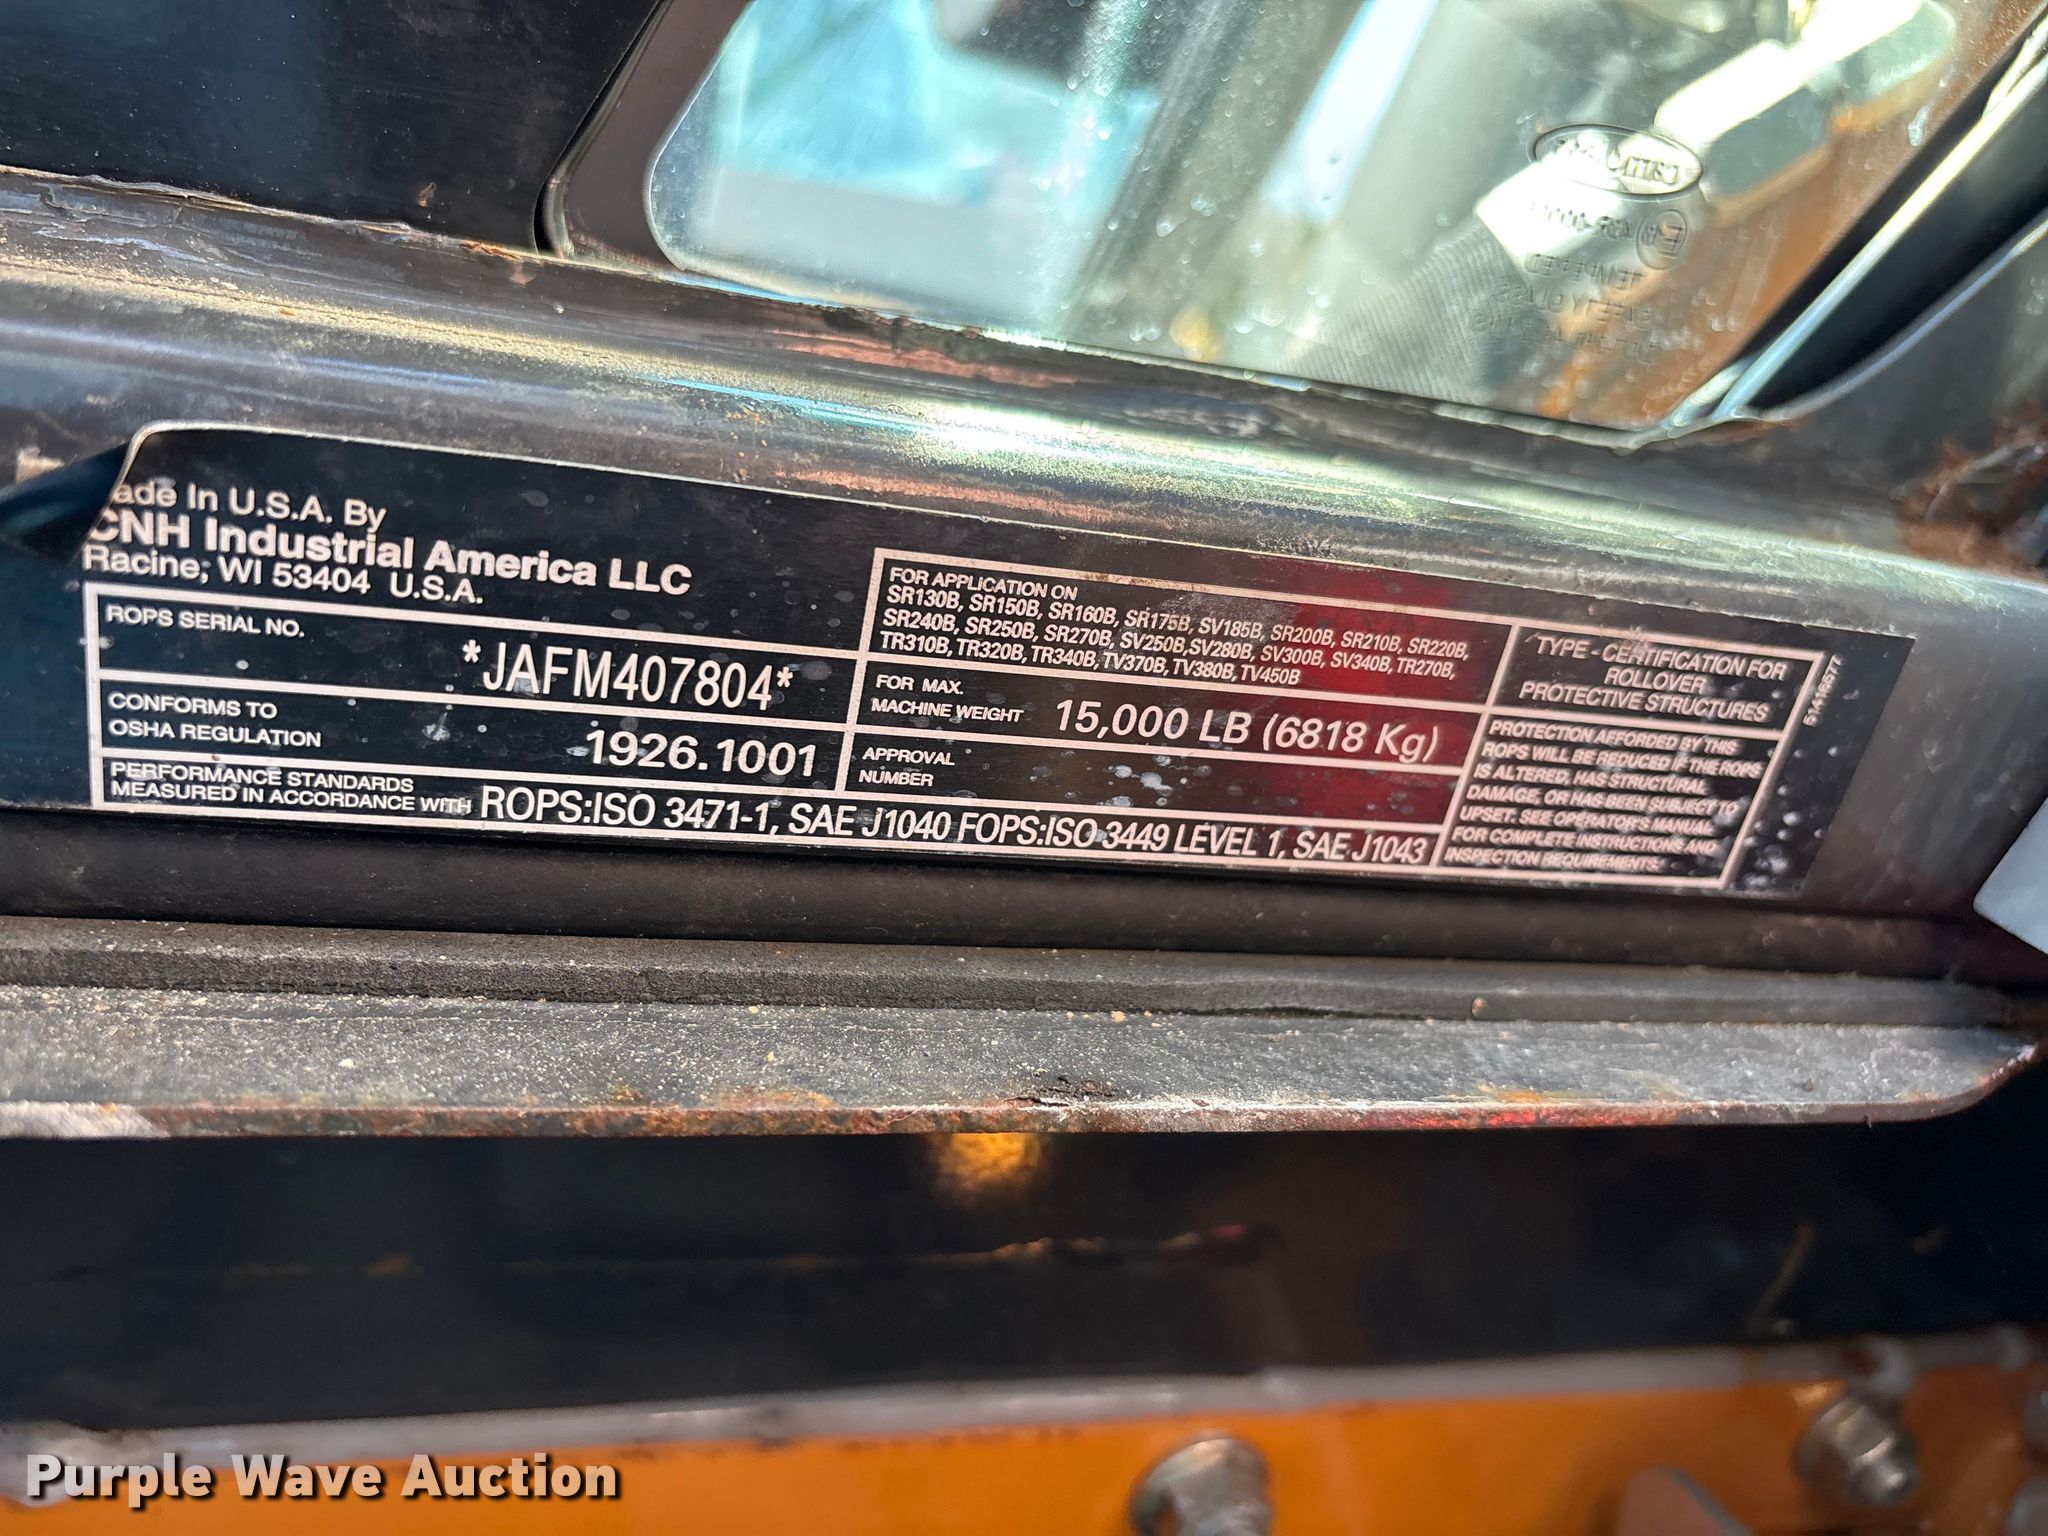 ade In U.S.A. By
CNH Industrial America LLC
Racine, WI 53404 U.S.A.
ROPS SERIAL NO.
*JAFM407804*
CONFORMS TO
OSHA REGULATION
1926.1001
PERFORMANCE STANDARDS
MEASURED IN ACCORDANCE WITH ROPS:ISO 3471-1, SAE J1040 FOPS:ISO 3449 LEVEL 1, SAE J1043
FOR APPLICATION ON
SR130B, SR150B, SR160B, SR175B, SV185B, SR200B, SR210B, SR220B,
SR240B, SR250B, SR270B, SV250B, SV280B, SV300B, SV340B, TR270B,
TR310B, TR320B, TR340B, TV370B, TV380B, TV450B
FOR MAX.
MACHINE WEIGHT
15,000 LB (6818 Kg)
APPROVAL
NUMBER
TYPE - CERTIFICATION FOR
ROLLOVER
PROTECTIVE STRUCTURES
PROTECTION AFFORDED BY THIS
ROPS WILL BE REDUCED IF THE ROPS
IS ALTERED, HAS STRUCTURAL
DAMAGE, OR HAS BEEN SUBJECT TO
UPSET. SEE OPERATOR'S MANUAL
FOR COMPLETE INSTRUCTIONS AND
INSPECTION REQUIREMENTS.
TEMPERED
Purple Wave Auction